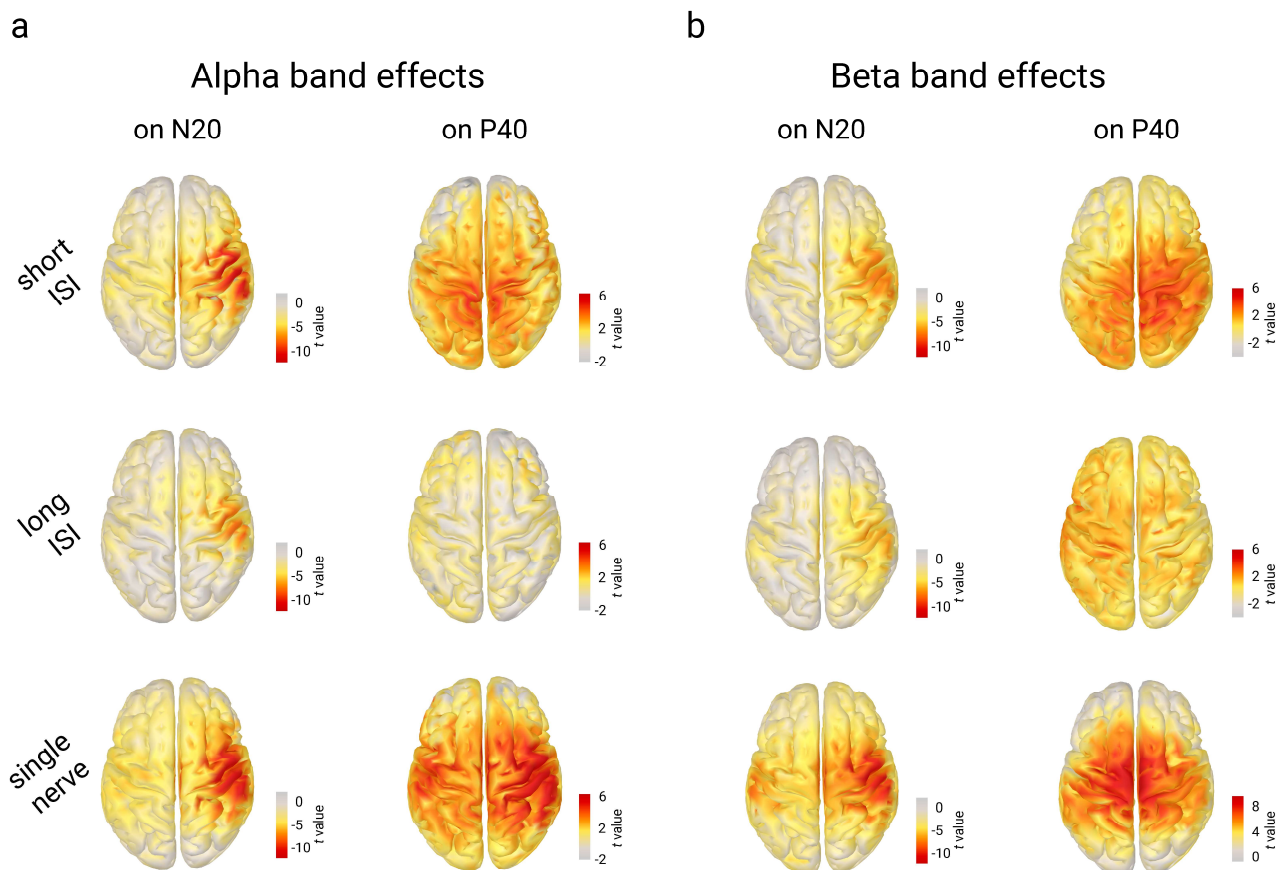 a
b
Alpha band effects
Beta band effects
on N20
on P40
on N20
on P40
short
ISI
0
-5
-10
t value
6
2
-2
t value
0
-5
-10
t value
6
2
-2
t value
long
ISI
0
-5
-10
t value
6
2
-2
t value
0
-5
-10
t value
6
2
-2
t value
single
nerve
0
-5
-10
t value
6
2
-2
t value
0
-5
-10
t value
8
4
0
t value